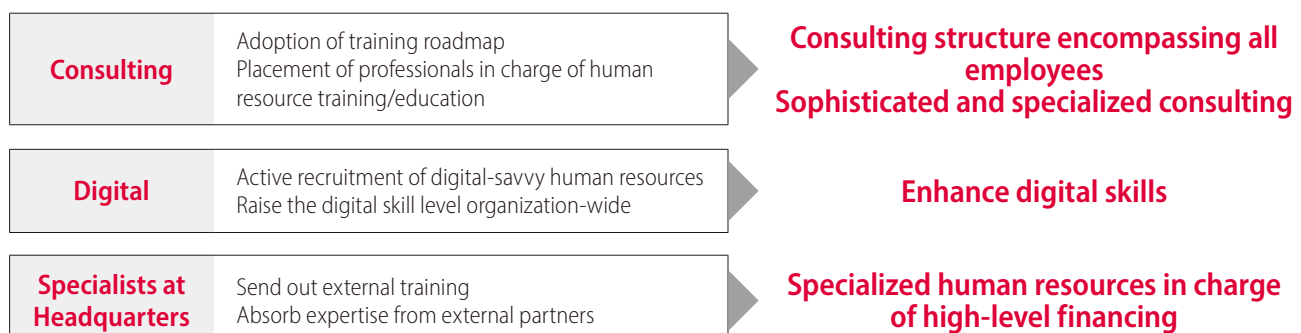 Consulting
Adoption of training roadmap
Placement of professionals in charge of human
resource training/education
Consulting structure encompassing all
employees
Sophisticated and specialized consulting
Digital
Active recruitment of digital-savvy human resources
Raise the digital skill level organization-wide
Enhance digital skills
Specialists at
Headquarters
Send out external training
Absorb expertise from external partners
Specialized human resources in charge
of high-level financing